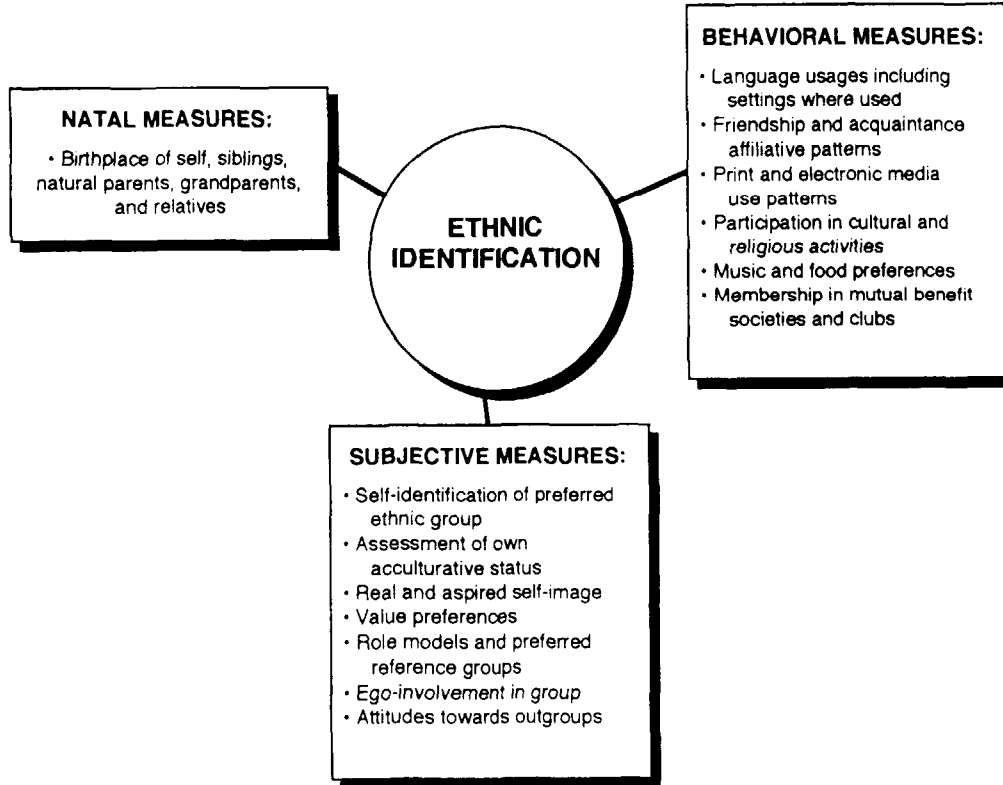 NATAL MEASURES:
• Birthplace of self, siblings,
natural parents, grandparents,
and relatives
ETHNIC
IDENTIFICATION
BEHAVIORAL MEASURES:
• Language usages including
settings where used
• Friendship and acquaintance
affiliative patterns
• Print and electronic media
use patterns
• Participation in cultural and
religious activities
• Music and food preferences
• Membership in mutual benefit
societies and clubs
SUBJECTIVE MEASURES:
• Self-identification of preferred
ethnic group
• Assessment of own
acculturative status
• Real and aspired self-image
• Value preferences
• Role models and preferred
reference groups
• Ego-involvement in group
• Attitudes towards outgroups